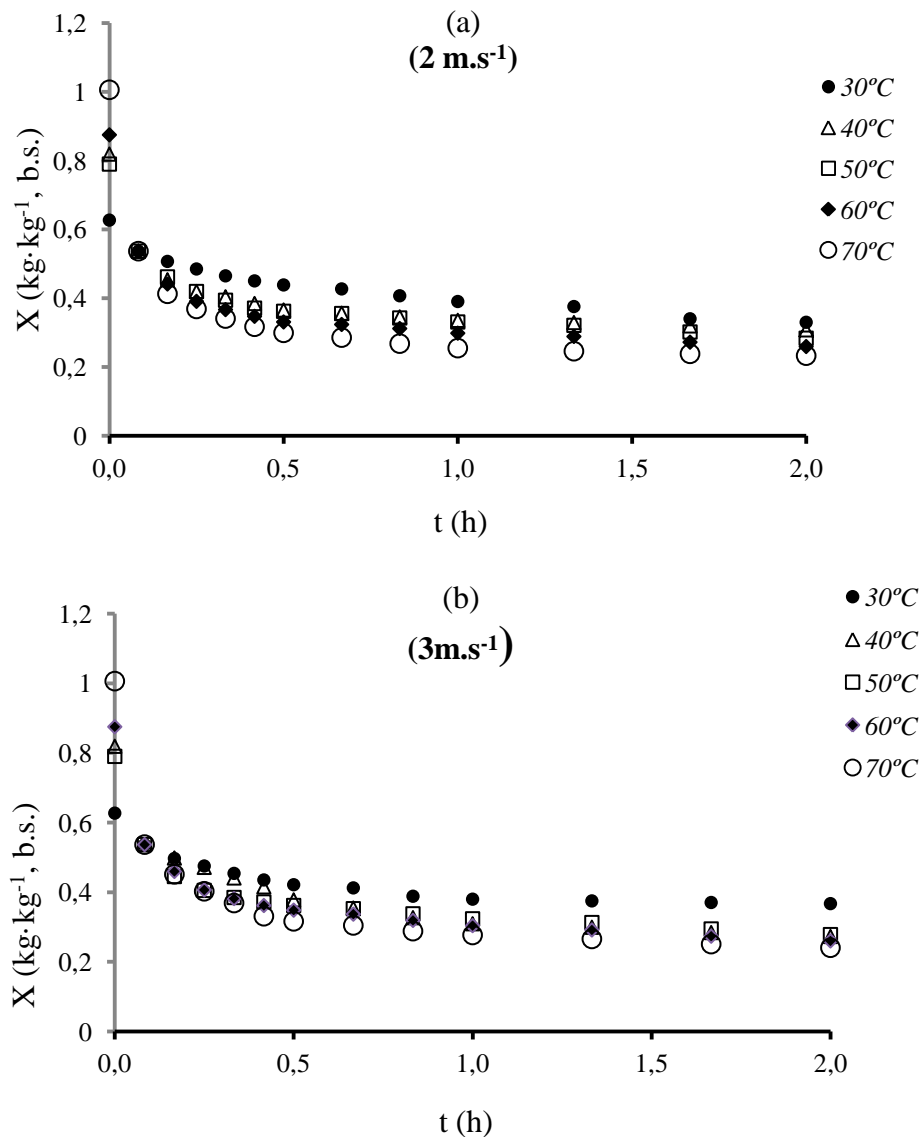 (a)
(2 m.s⁻¹)
X (kg·kg⁻¹, b.s.)
1,2
1
0,8
0,6
0,4
0,2
0
0,0
0,5
1,0
1,5
2,0
t (h)
30ºC
40ºC
50ºC
60ºC
70ºC
(b)
(3m.s⁻¹)
X (kg·kg⁻¹, b.s.)
1,2
1
0,8
0,6
0,4
0,2
0
0,0
0,5
1,0
1,5
2,0
t (h)
30ºC
40ºC
50ºC
60ºC
70ºC